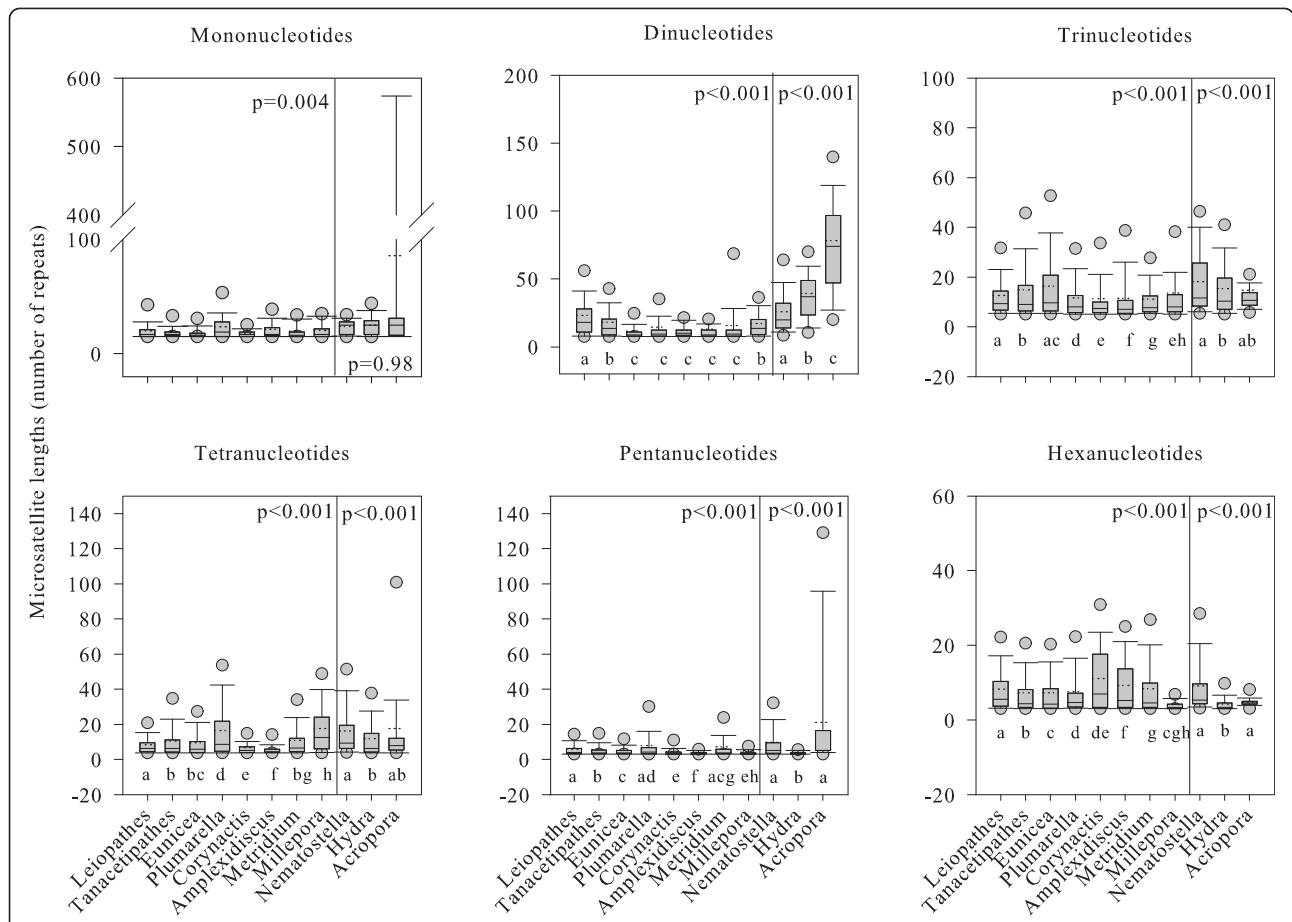 Mononucleotides
Dinucleotides
Trinucleotides
Microsatellite lengths (number of repeats)
600
500
400
100
0
p=0.004
p=0.98
200
150
100
50
0
p<0.001 p<0.001
a b c c c c c b a b c
100
80
60
40
20
0
-20
p<0.001 p<0.001
a b ac d e f g eh a b ab
Tetranucleotides
Pentanucleotides
Hexanucleotides
140
120
100
80
60
40
20
0
-20
p<0.001 p<0.001
a b bc d e f bg h a b ab
140
120
100
80
60
40
20
0
-20
p<0.001 p<0.001
a b c ad e f acg eh a b a
60
40
20
0
-20
p<0.001 p<0.001
a b c d de f g cgh a b a
Leiopathes
Tanacetipathes
Eunicea
Plumarella
Corynactis
Amplexidiscus
Metridium
Millepora
Nematostella
Hydra
Acropora
Leiopathes
Tanacetipathes
Eunicea
Plumarella
Corynactis
Amplexidiscus
Metridium
Millepora
Nematostella
Hydra
Acropora
Leiopathes
Tanacetipathes
Eunicea
Plumarella
Corynactis
Amplexidiscus
Metridium
Millepora
Nematostella
Hydra
Acropora